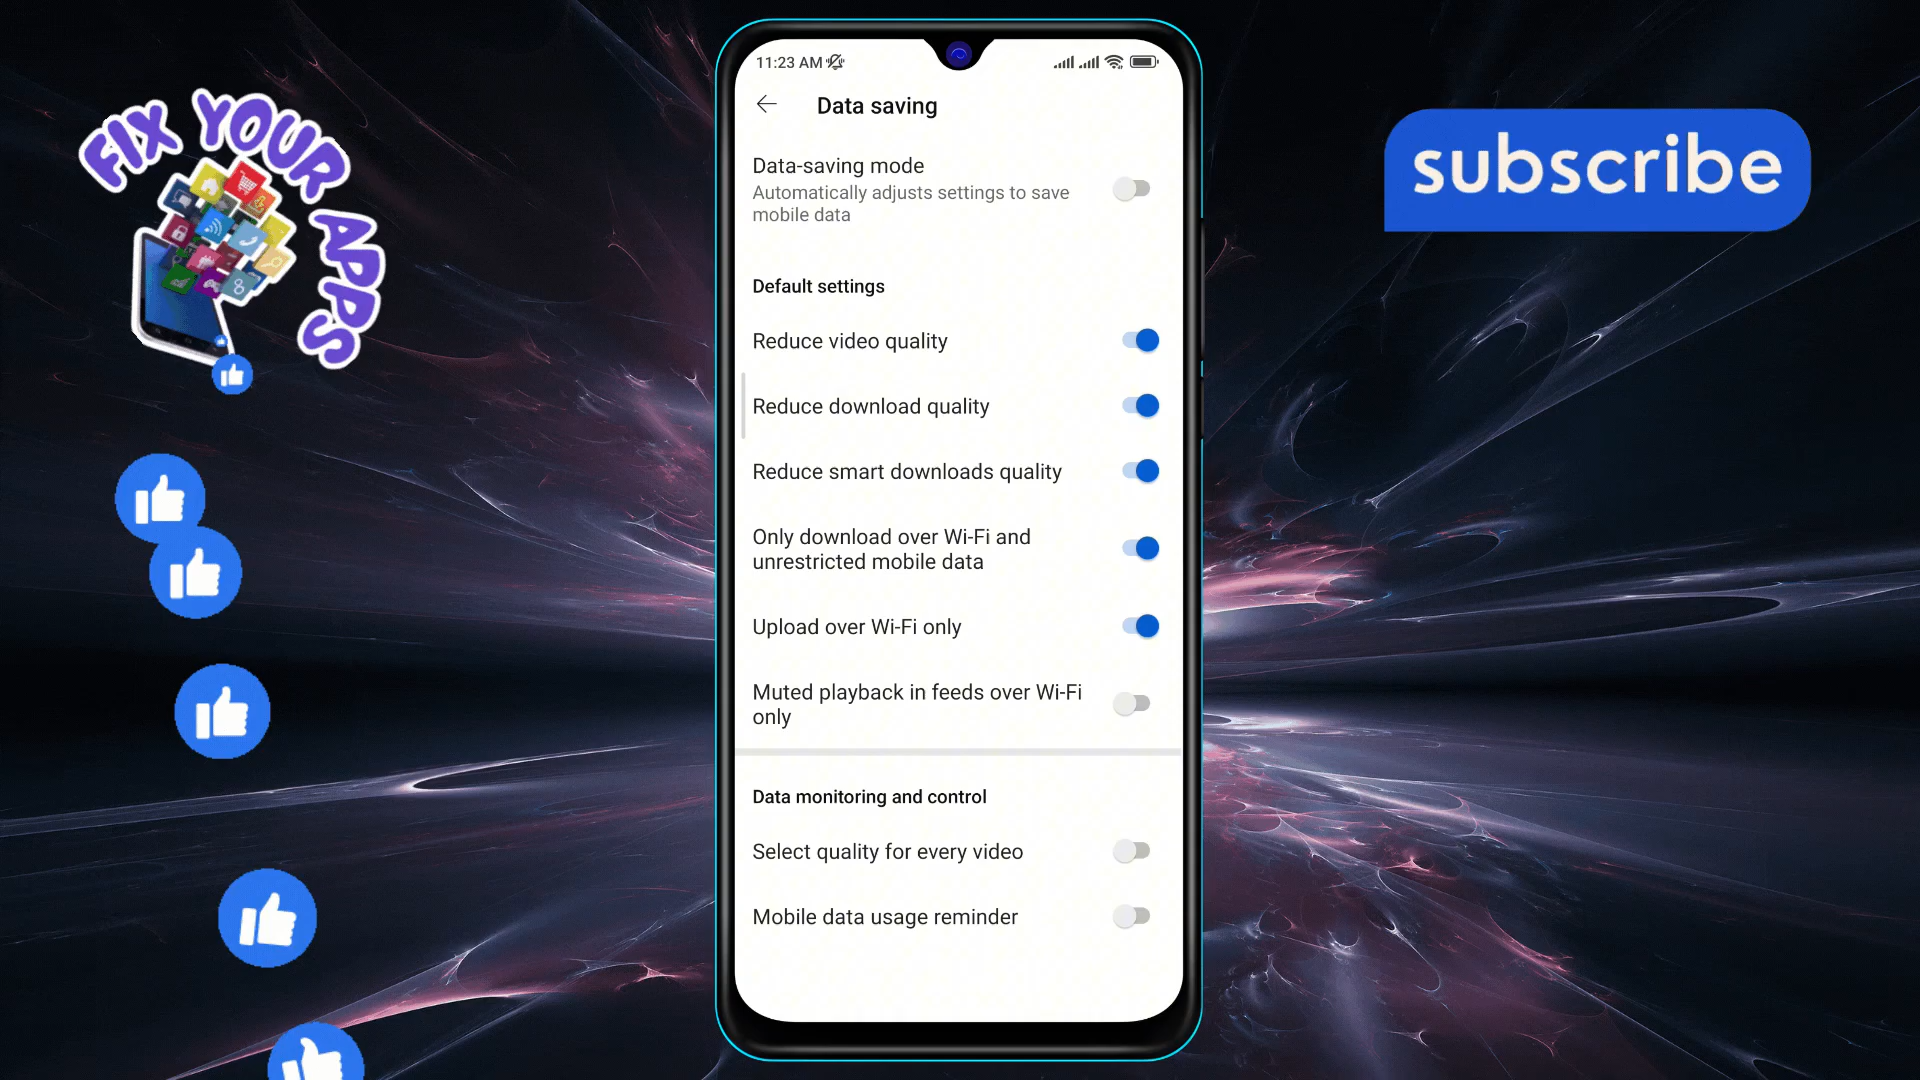 FIX YOUR APPS
subscribe
11:23 AM
Data saving
Data-saving mode
Automatically adjusts settings to save
mobile data
Default settings
Reduce video quality
Reduce download quality
Reduce smart downloads quality
Only download over Wi-Fi and
unrestricted mobile data
Upload over Wi-Fi only
Muted playback in feeds over Wi-Fi
only
Data monitoring and control
Select quality for every video
Mobile data usage reminder